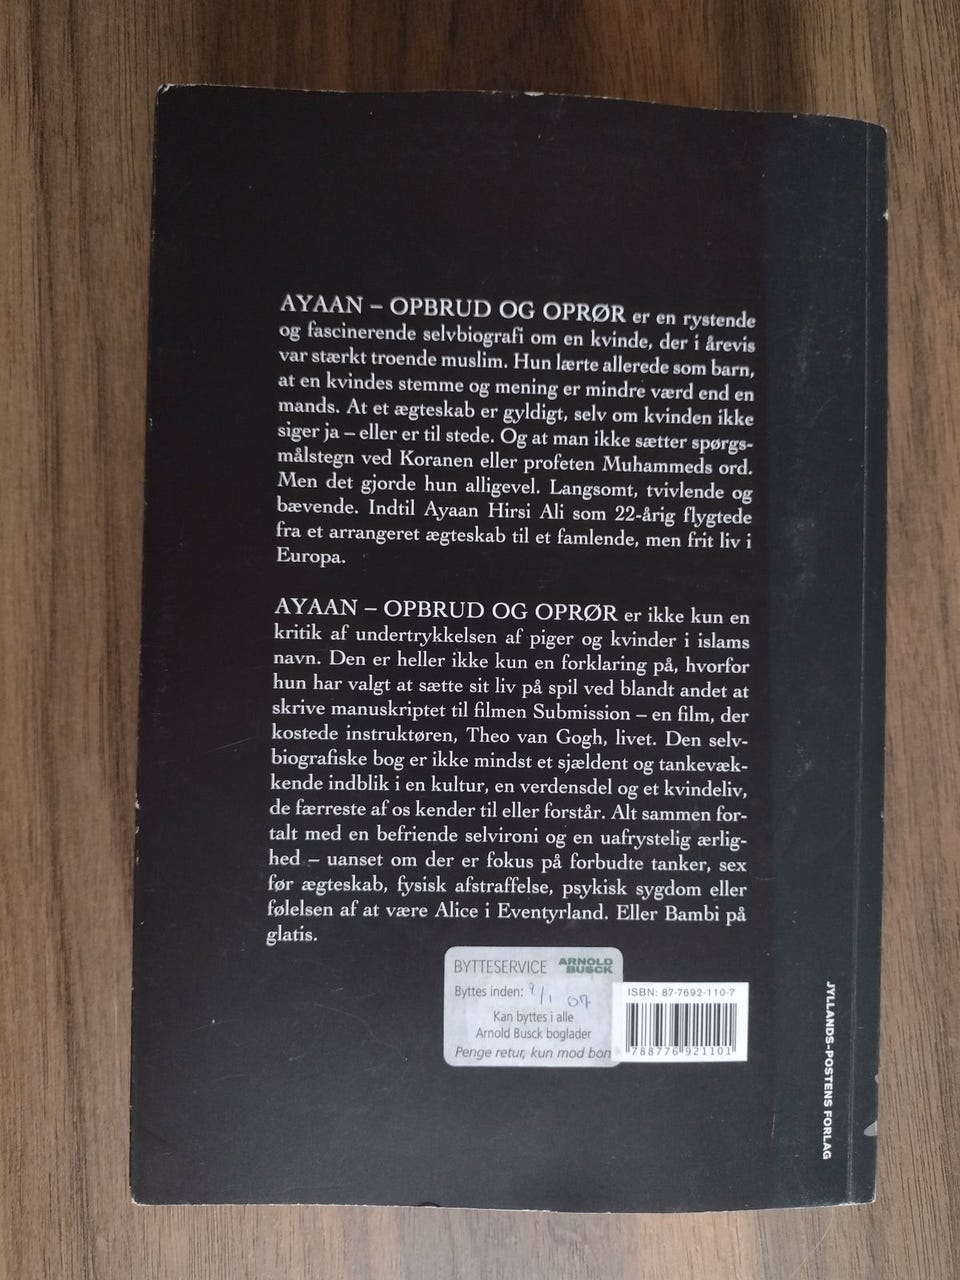 AYAAN – OPBRUD OG OPRØR er en rystende
og fascinerende selvbiografi om en kvinde, der i årevis
var stærkt troende muslim. Hun lærte allerede som barn,
at en kvindes stemme og mening er mindre værd end en
mands. At et ægteskab er gyldigt, selv om kvinden ikke
siger ja – eller er til stede. Og at man ikke sætter spørgs-
målstegn ved Koranen eller profeten Muhammeds ord.
Men det gjorde hun alligevel. Langsomt, tvivlende og
bævende. Indtil Ayaan Hirsi Ali som 22-årig flygtede
fra et arrangeret ægteskab til et famlende, men frit liv i
Europa.
AYAAN – OPBRUD OG OPRØR er ikke kun en
kritik af undertrykkelsen af piger og kvinder i islams
navn. Den er heller ikke kun en forklaring på, hvorfor
hun har valgt at sætte sit liv på spil ved blandt andet at
skrive manuskriptet til filmen Submission – en film, der
kostede instruktøren, Theo van Gogh, livet. Den selv-
biografiske bog er ikke mindst et sjældent og tankevæk-
kende indblik i en kultur, en verdensdel og et kvindeliv,
de færreste af os kender til eller forstår. Alt sammen for-
talt med en befriende selvironi og en uafrystelig ærlig-
hed – uanset om der er fokus på forbudte tanker, sex
før ægteskab, fysisk afstraffelse, psykisk sygdom eller
følelsen af at være Alice i Eventyrland. Eller Bambi på
glatis.
BYTTESERVICE ARNOLD BUSCK
Byttes inden: /1 07
Kan byttes i alle
Arnold Busck boglader
Penge retur, kun mod bon
ISBN: 87-7692-110-7
788776 921101
JYLLANDS-POSTENS FORLAG